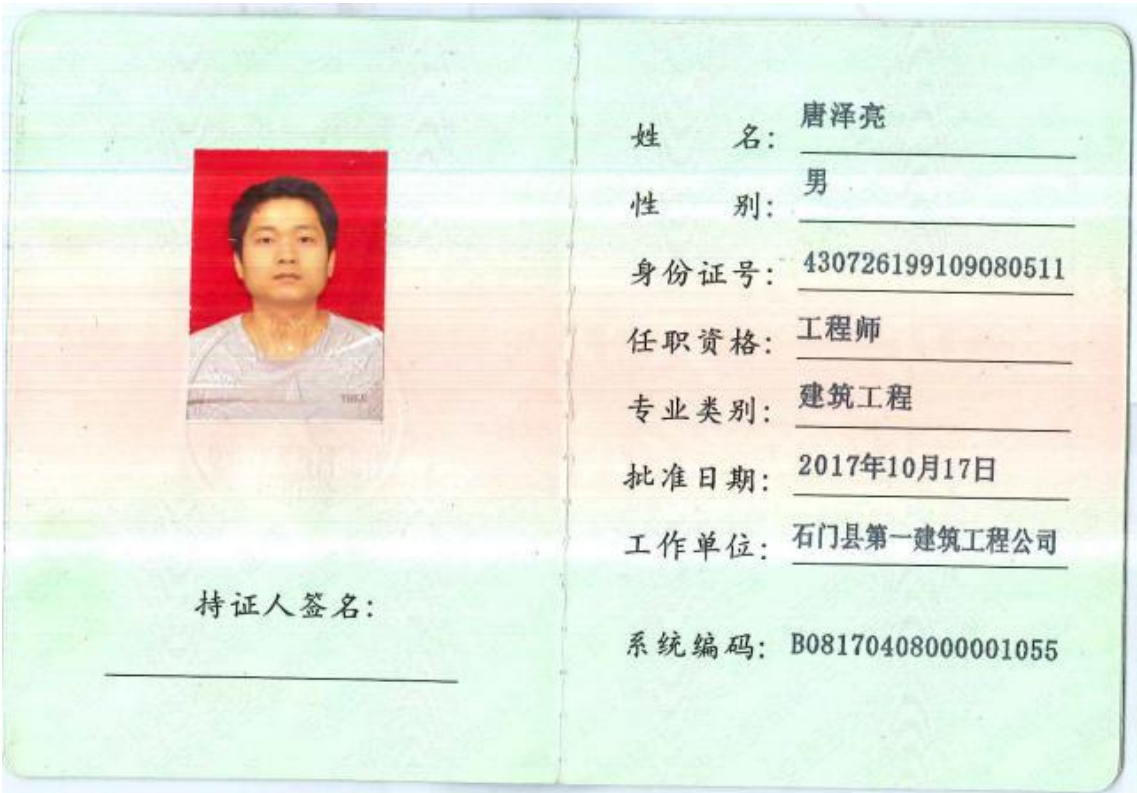 持证人签名:
姓 名: 唐泽亮
性 别: 男
身份证号: 430726199109080511
任职资格: 工程师
专业类别: 建筑工程
批准日期: 2017年10月17日
工作单位: 石门县第一建筑工程公司
系统编码: B08170408000001055